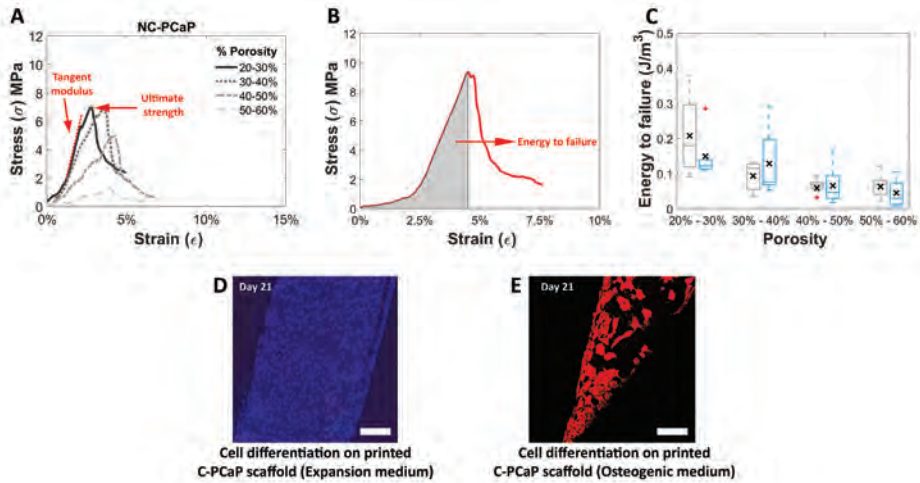 A
NC-PCaP
Stress (σ) MPa
12
10
8
6
4
2
0
0%
5%
10%
15%
Strain (ϵ)
Tangent
modulus
Ultimate
strength
% Porosity
20-30%
30-40%
40-50%
50-60%
B
Stress (σ) MPa
12
10
8
6
4
2
0
0%
2.5%
5%
7.5%
10%
Strain (ϵ)
Energy to failure
C
Energy to failure (J/m³)
0.5
0.4
0.3
0.2
0.1
0
20% - 30%
30% - 40%
40% - 50%
50% - 60%
Porosity
D
Day 21
Cell differentiation on printed
C-PCaP scaffold (Expansion medium)
E
Day 21
Cell differentiation on printed
C-PCaP scaffold (Osteogenic medium)